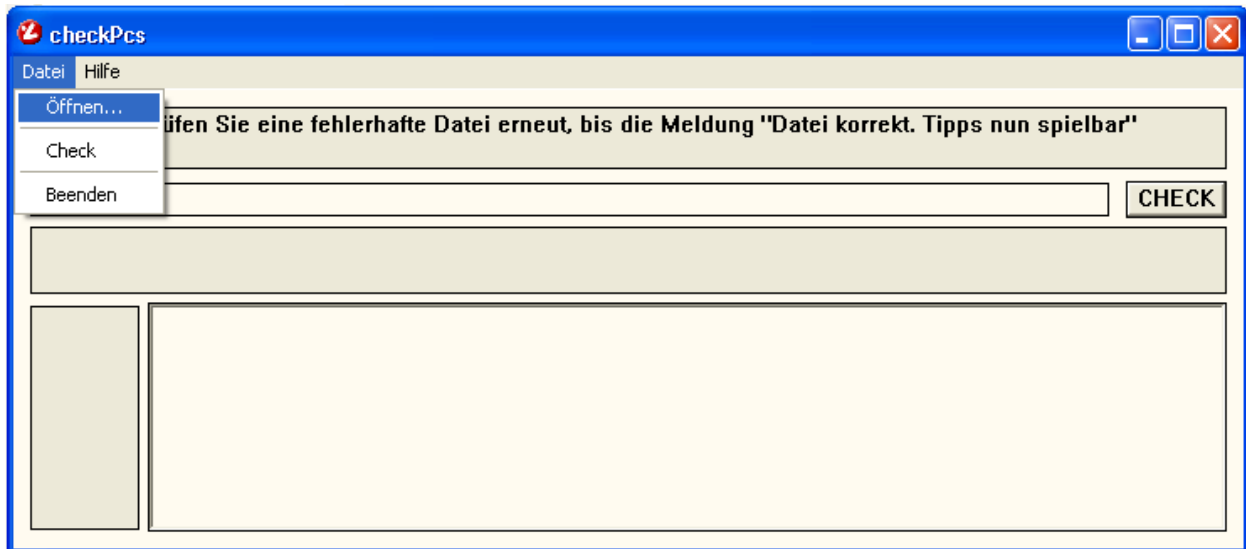 checkPcs
Datei Hilfe
Öffnen...
üfen Sie eine fehlerhafte Datei erneut, bis die Meldung "Datei korrekt. Tipps nun spielbar"
Check
Beenden
CHECK